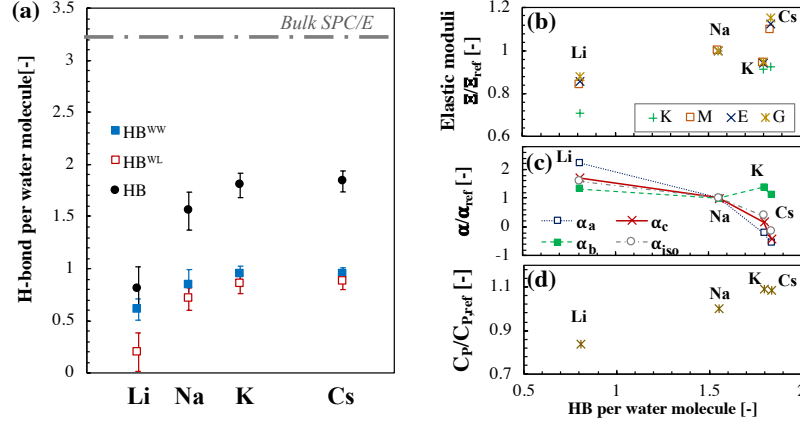 (a)
Bulk SPC/E
H-bond per water molecule[-]
3.5
3
2.5
2
1.5
1
0.5
0
HB^WW
HB^WL
HB
Li Na K Cs
(b)
Elastic moduli
Ξ/Ξ_ref [-]
1.2
1
0.8
0.6
Li
Na
K
Cs
K M E G
(c)
α/α_ref [-]
2
1
0
-1
Li
Na
K
Cs
α_a α_c
α_b α_iso
(d)
C_P/C_P,ref [-]
1.3
1.1
0.9
0.7
Li
Na
K
Cs
0.5 1 1.5 2
HB per water molecule [-]